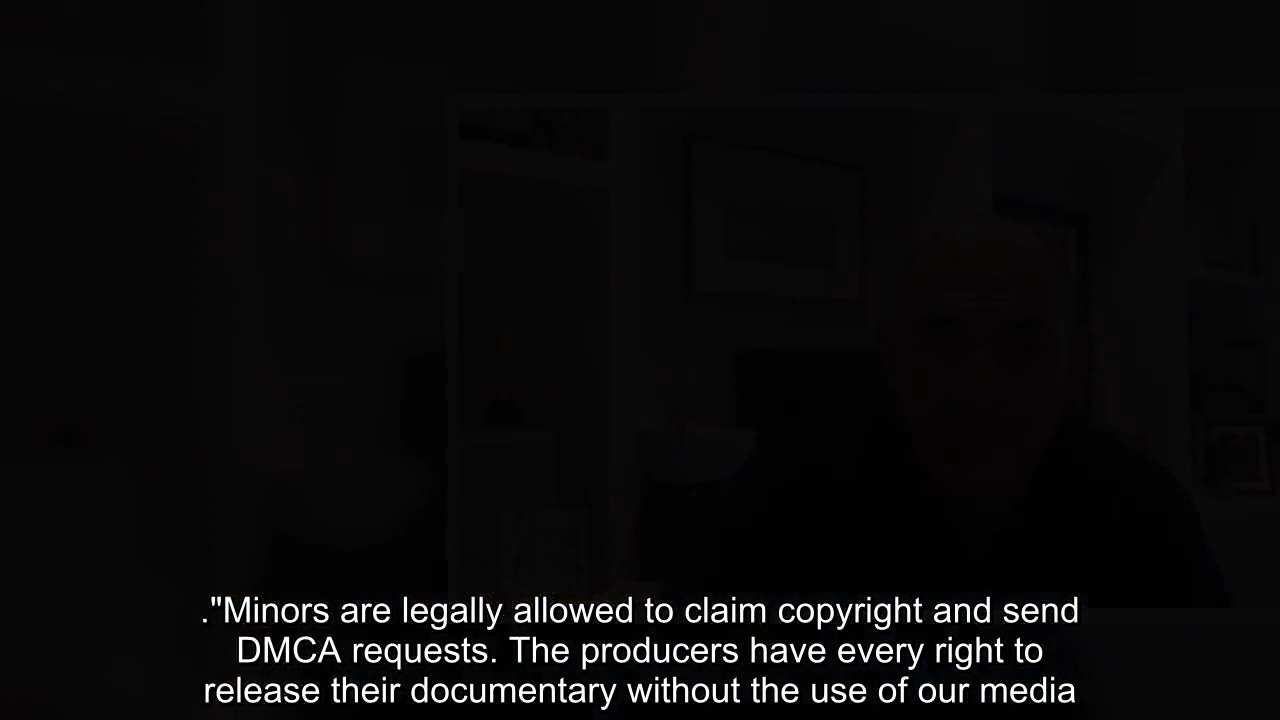 ."Minors are legally allowed to claim copyright and send
DMCA requests. The producers have every right to
release their documentary without the use of our media